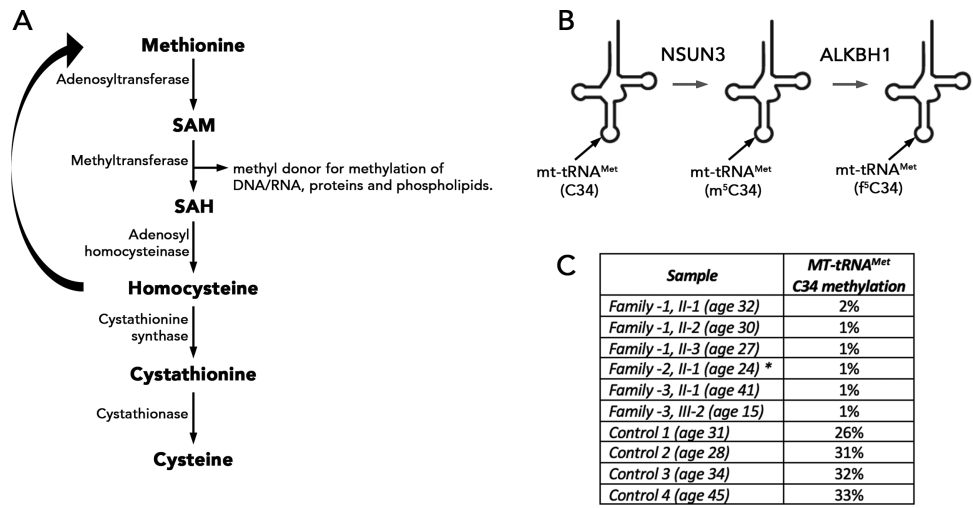 A
Methionine
Adenosyltransferase
SAM
Methyltransferase
methyl donor for methylation of
DNA/RNA, proteins and phospholipids.
SAH
Adenosyl
homocysteinase
Homocysteine
Cystathionine
synthase
Cystathionine
Cystathionase
Cysteine
B
NSUN3
ALKBH1
mt-tRNAᴹᵉᵗ
(C34)
mt-tRNAᴹᵉᵗ
(m⁵C34)
mt-tRNAᴹᵉᵗ
(f⁵C34)
C
Sample
MT-tRNAᴹᵉᵗ
C34 methylation
Family -1, II-1 (age 32) 2%
Family -1, II-2 (age 30) 1%
Family -1, II-3 (age 27) 1%
Family -2, II-1 (age 24) * 1%
Family -3, II-1 (age 41) 1%
Family -3, III-2 (age 15) 1%
Control 1 (age 31) 26%
Control 2 (age 28) 31%
Control 3 (age 34) 32%
Control 4 (age 45) 33%